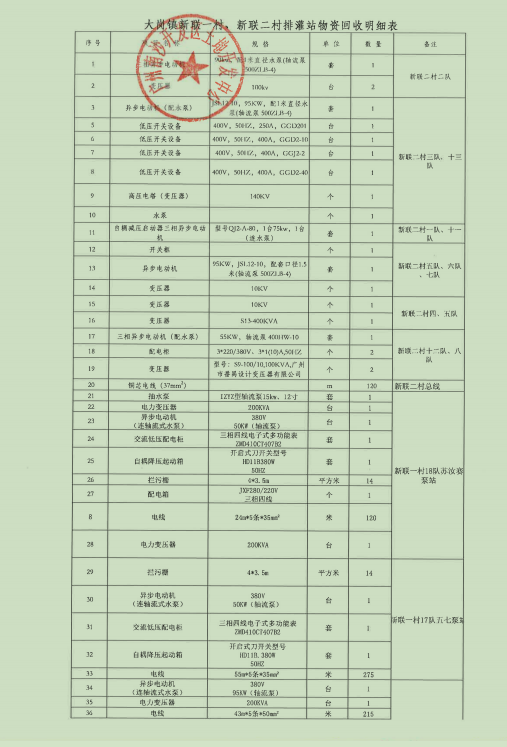 大岗镇新联一村、新联二村排灌站物资回收明细表
序号 规格 单位 数量 备注
1 500ZLB-4) 套 1 新联二村二队
2 变压器 100kv 台 2
3 异步电动机（配水泵） 95KW，配1米直径水泵(轴流泵 500ZLB-4) 套 1 新联二村三队、十三队
5 低压开关设备 400V，50HZ，250A，GGD201 台 1
6 低压开关设备 400V，50HZ，400A，GGD2-10 台 1
7 低压开关设备 400V，50HZ，400A，GGJ2-2 台 1
8 低压开关设备 400V，50HZ，400A，GGD2-40 台 1
9 高压电塔（变压器） 140KV 个 1
10 水泵 个 1
11 自耦减压启动器三相异步电动机 型号QJ2-A-80，1台75kw，1台(连水泵) 套 1 新联二村一队、十一队
12 开关柜 个 1 新联二村五队、六队、七队
13 异步电动机 95KW，JSL12-10，配套口径1.5米(轴流泵 500ZLB-4) 套 1
14 变压器 10KV 个 1
15 变压器 10KV 个 1 新联二村四、五队
16 变压器 S13-400KVA 个 1
17 三相异步电动机（配水泵） 55KW，轴流泵400HW-10 套 1 新联二村十二队、八队
18 配电柜 3*220/380V、3*1(10)A,50HZ 个 2
19 变压器 型号：S9-100/10,100KVA,广州市番禺设计变压器有限公司 个 2
20 铜芯电线（37mm²） m 120 新联二村总线
21 抽水泵 12YZ型轴流泵15kw、12寸 套 1 新联一村18队苏汝赛泵站
22 电力变压器 200KVA 台 1
23 异步电动机（连轴流式水泵） 380V 50KW（轴流泵） 台 1
24 交流低压配电柜 三相四线电子式多功能表 ZMD410C7407B2 套 1
25 自耦降压起动箱 开启式刀开关型号 HD11B380W 50HZ 套 1
26 拦污栅 4*3.5m 平方米 14
27 配电箱 JXF280/220V 三相四线 个 1
8 电线 24m*5条*35mm² 米 120
28 电力变压器 200KVA 台 1
29 拦污栅 4*3.5m 平方米 14 新联一村17队五七泵站
30 异步电动机（连轴流式水泵） 380V 50KW（轴流泵） 台 1
31 交流低压配电柜 三相四线电子式多功能表 ZMD410C7407B2 套 1
32 自耦降压起动箱 开启式刀开关型号 HD11B，380W 50HZ 套 1
33 电线 55m*5条*35mm² 米 275
34 异步电动机（连轴流式水泵） 380V 95KW（轴流泵） 台 1
35 电力变压器 200KVA 台 1
36 电线 43m*5条*50mm² 米 215